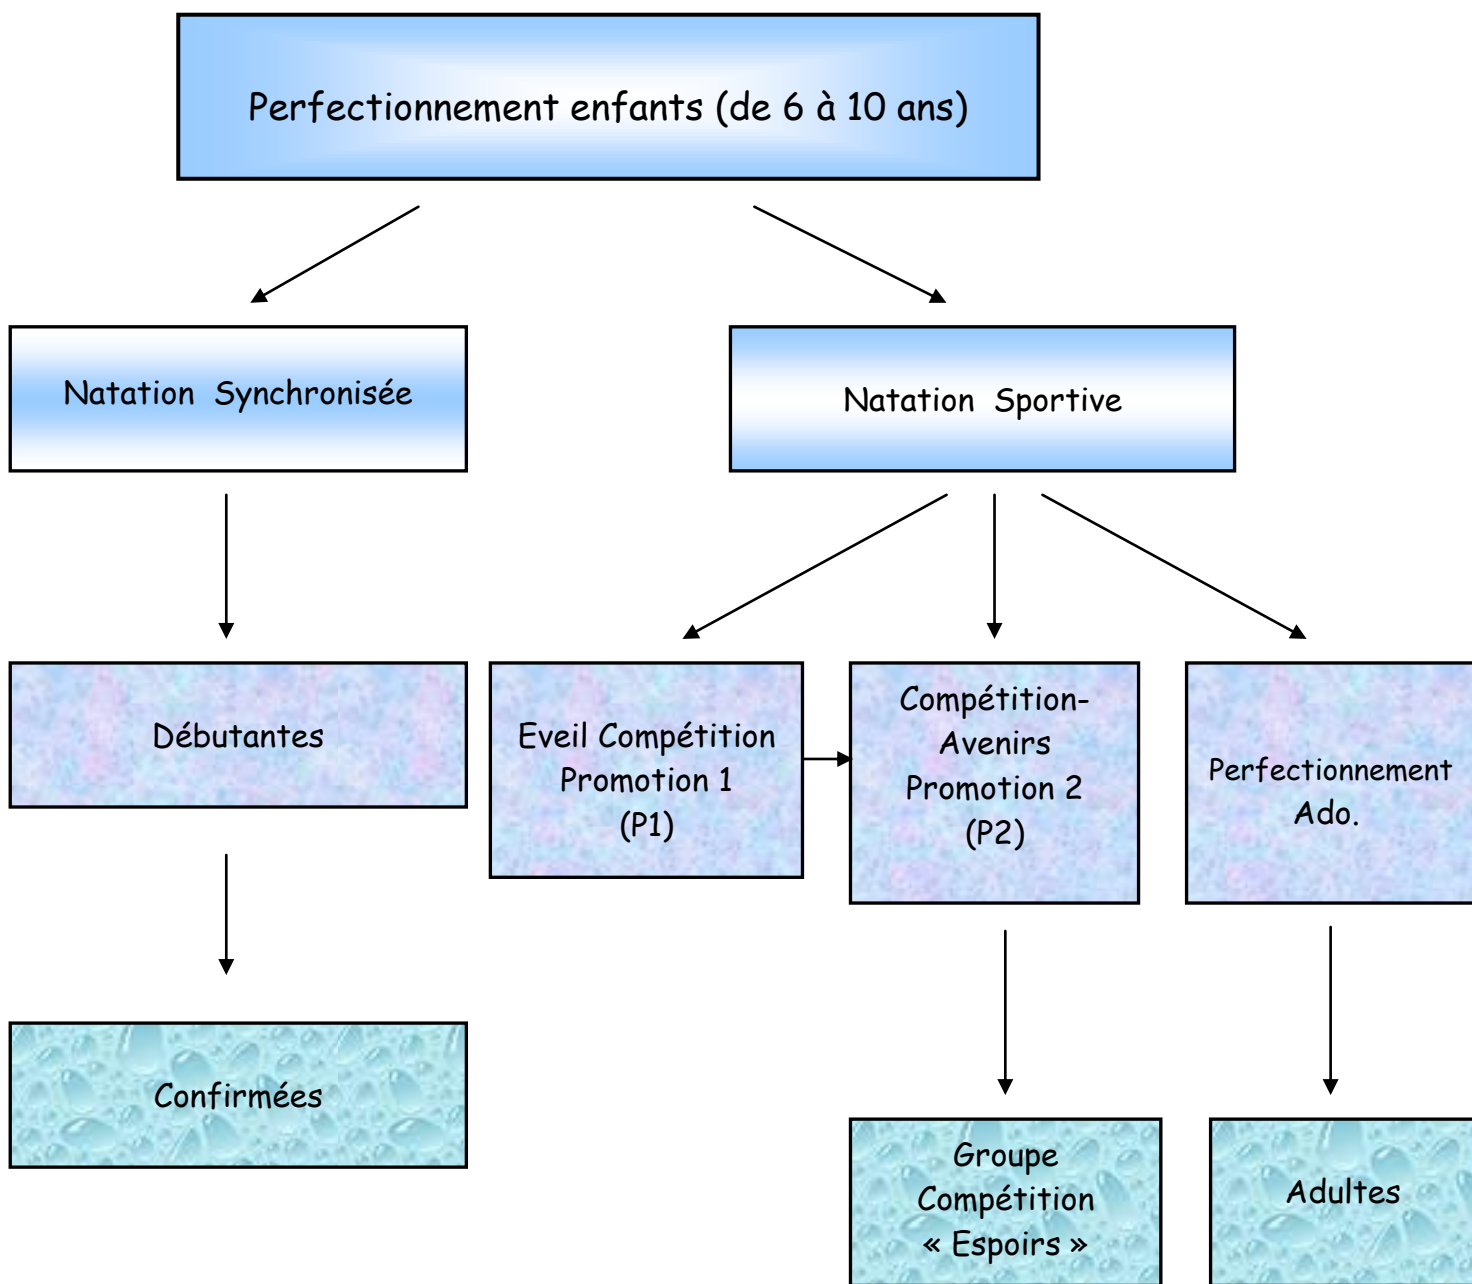 Perfectionnement enfants (de 6 à 10 ans)
Natation Synchronisée
Natation Sportive
Débutantes
Eveil Compétition
Promotion 1
(P1)
Compétition-
Avenirs
Promotion 2
(P2)
Perfectionnement
Ado.
Confirmées
Groupe
Compétition
« Espoirs »
Adultes